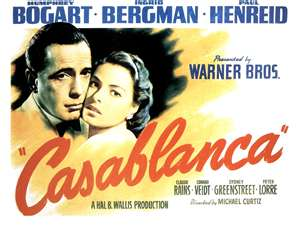 HUMPHREY INGRID PAUL
BOGART BERGMAN HENREID
Presented by
WARNER BROS.
"Casablanca"
CLAUDE CONRAD SYDNEY PETER
RAINS VEIDT GREENSTREET LORRE
A HAL B. WALLIS PRODUCTION
Directed by MICHAEL CURTIZ